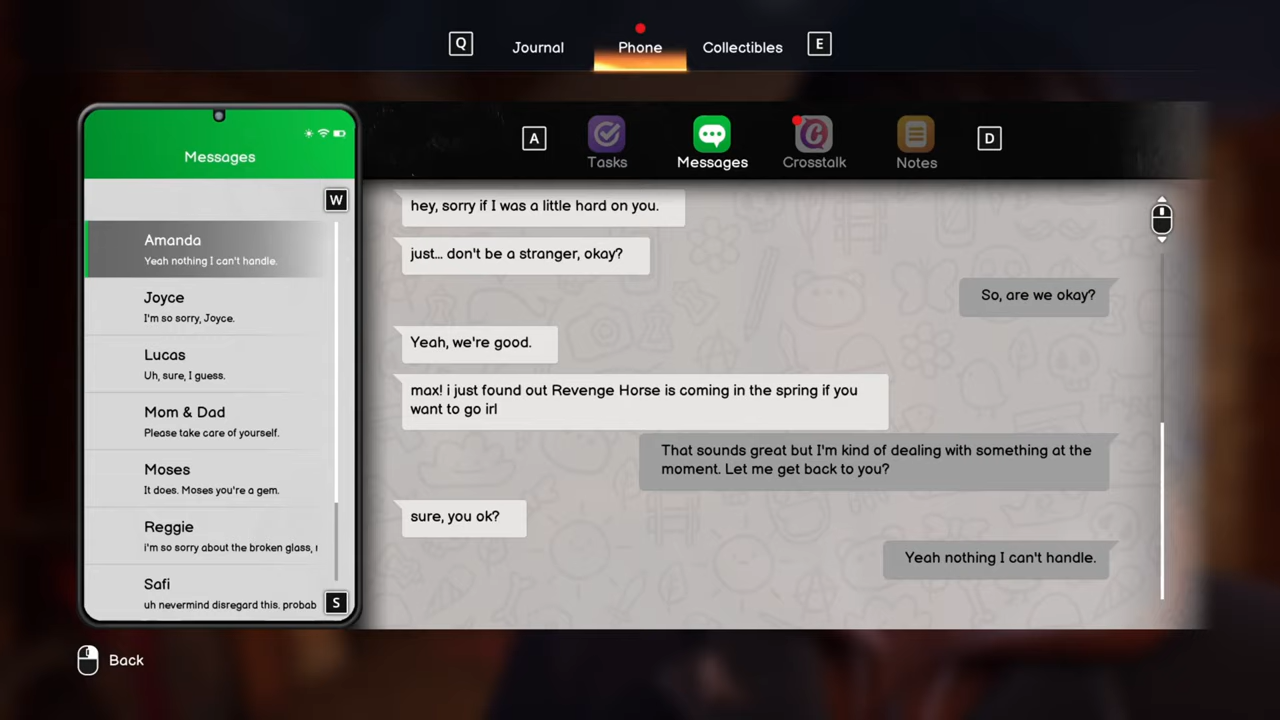 Q
Journal
Phone
Collectibles
E
Messages
W
Amanda
Yeah nothing I can't handle.
Joyce
I'm so sorry, Joyce.
Lucas
Uh, sure, I guess.
Mom & Dad
Please take care of yourself.
Moses
It does. Moses you're a gem.
Reggie
i'm so sorry about the broken glass,
Safi
uh nevermind disregard this. probab
S
A
Tasks
Messages
Crosstalk
Notes
D
hey, sorry if I was a little hard on you.
just... don't be a stranger, okay?
So, are we okay?
Yeah, we're good.
max! i just found out Revenge Horse is coming in the spring if you
want to go irl
That sounds great but I'm kind of dealing with something at the
moment. Let me get back to you?
sure, you ok?
Yeah nothing I can't handle.
Back